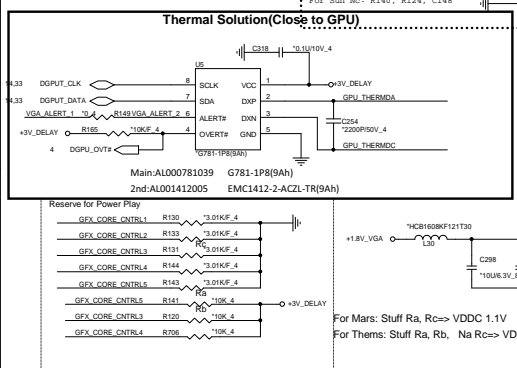 For Sun Nc- R140, R124, C148
Thermal Solution(Close to GPU)
C318 *0.1U/10V_4
U5
14,33 DGPUT_CLK 8 SCLK VCC 1 +3V_DELAY
14,33 DGPUT_DATA 7 SDA DXP 2 GPU_THERMDA
VGA_ALERT_1 *0_4 R149 VGA_ALERT_2 6 ALERT# DXN 3 C254
*2200P/50V_4
+3V_DELAY R165 *10K/F_4 4 OVERT# GND 5 GPU_THERMDC
4 DGPU_OVT# *G781-1P8(9Ah)
Main:AL000781039 G781-1P8(9Ah)
2nd:AL001412005 EMC1412-2-ACZL-TR(9Ah)
Reserve for Power Play
GFX_CORE_CNTRL1 R130 *3.01K/F_4
GFX_CORE_CNTRL2 R133 *3.01K/F_4
Rc
GFX_CORE_CNTRL3 R131 *3.01K/F_4
GFX_CORE_CNTRL4 R144 *3.01K/F_4
GFX_CORE_CNTRL5 R143 *3.01K/F_4
Ra
GFX_CORE_CNTRL5 R141 *10K_4 +3V_DELAY
Rb
GFX_CORE_CNTRL3 R120 *10K_4
GFX_CORE_CNTRL4 R706 *10K_4
*HCB1608KF121T30
+1.8V_VGA L30
C298
*10U/6.3V_
For Mars: Stuff Ra, Rc=> VDDC 1.1V
For Thems: Stuff Ra, Rb, Na Rc=> VD